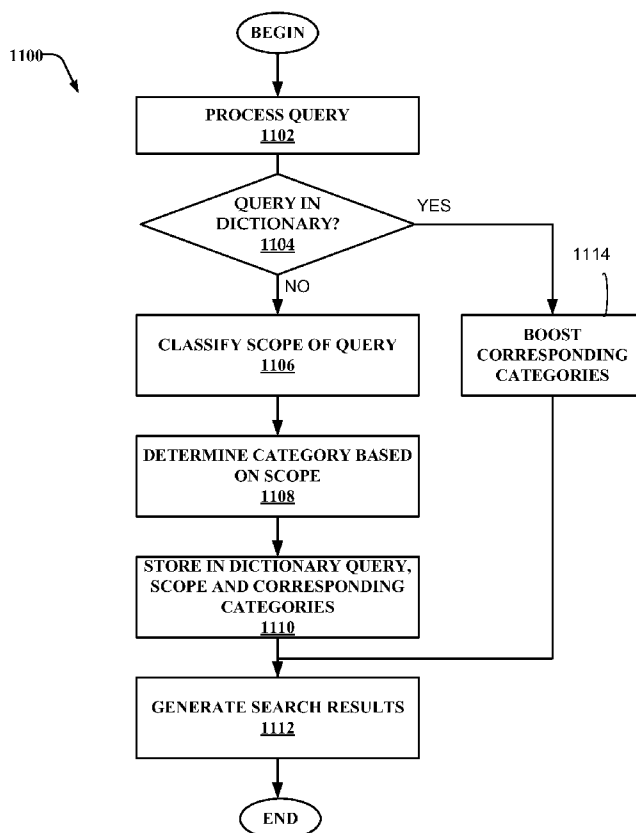 BEGIN
1100
PROCESS QUERY
1102
QUERY IN
DICTIONARY?
1104
YES
NO
1114
CLASSIFY SCOPE OF QUERY
1106
BOOST
CORRESPONDING
CATEGORIES
DETERMINE CATEGORY BASED
ON SCOPE
1108
STORE IN DICTIONARY QUERY,
SCOPE AND CORRESPONDING
CATEGORIES
1110
GENERATE SEARCH RESULTS
1112
END